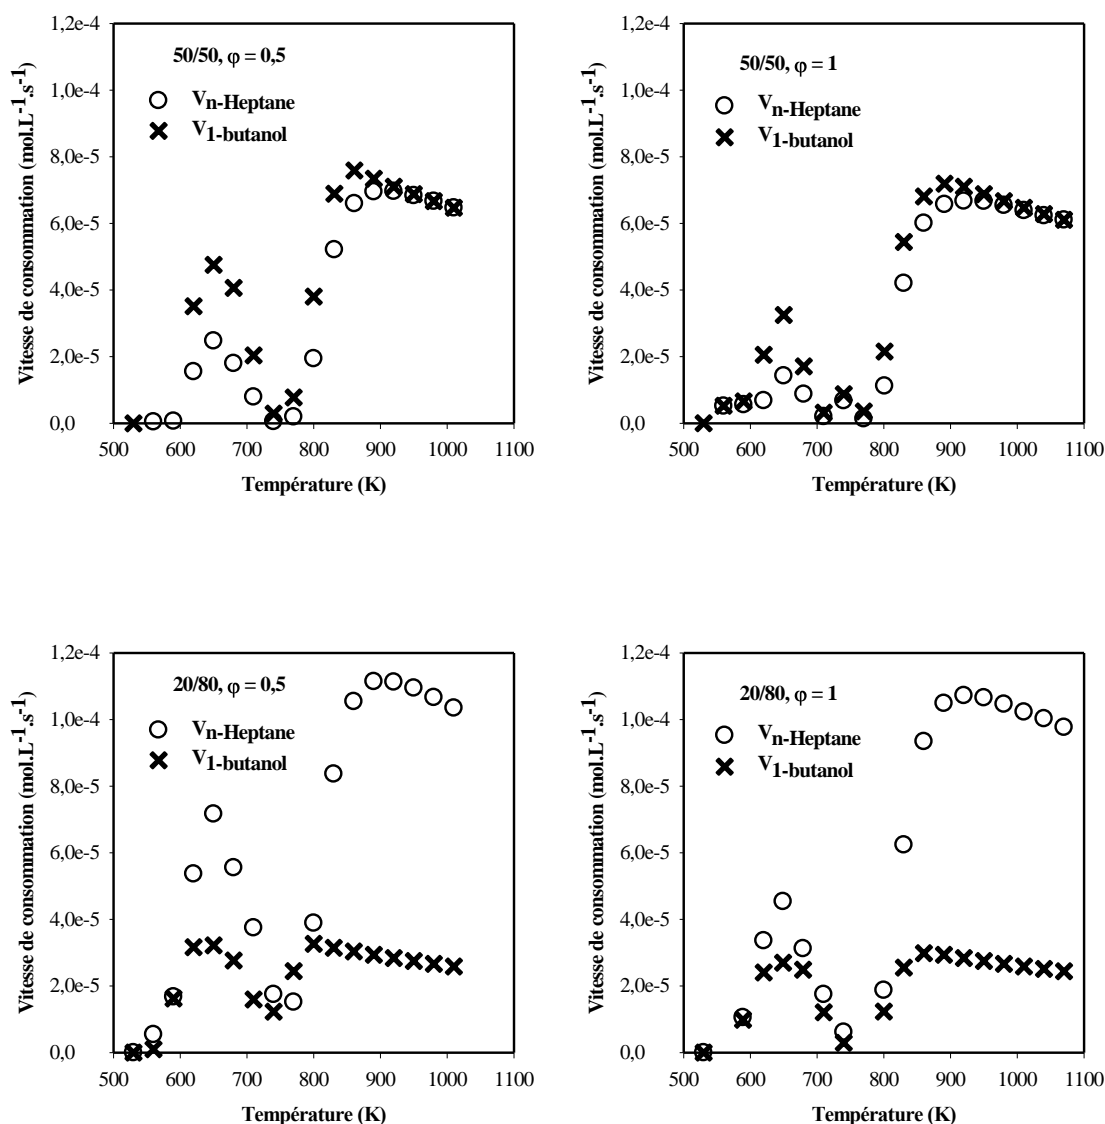 1,2e-4
1,0e-4
8,0e-5
6,0e-5
4,0e-5
2,0e-5
0,0
Vitesse de consommation (mol.L-1.s-1)
50/50, φ = 0,5
Vn-Heptane
V1-butanol
500 600 700 800 900 1000 1100
Température (K)
1,2e-4
1,0e-4
8,0e-5
6,0e-5
4,0e-5
2,0e-5
0,0
Vitesse de consommation (mol.L-1.s-1)
50/50, φ = 1
Vn-Heptane
V1-butanol
500 600 700 800 900 1000 1100
Température (K)
1,2e-4
1,0e-4
8,0e-5
6,0e-5
4,0e-5
2,0e-5
0,0
Vitesse de consommation (mol.L-1.s-1)
20/80, φ = 0,5
Vn-Heptane
V1-butanol
500 600 700 800 900 1000 1100
Température (K)
1,2e-4
1,0e-4
8,0e-5
6,0e-5
4,0e-5
2,0e-5
0,0
Vitesse de consommation (mol.L-1.s-1)
20/80, φ = 1
Vn-Heptane
V1-butanol
500 600 700 800 900 1000 1100
Température (K)